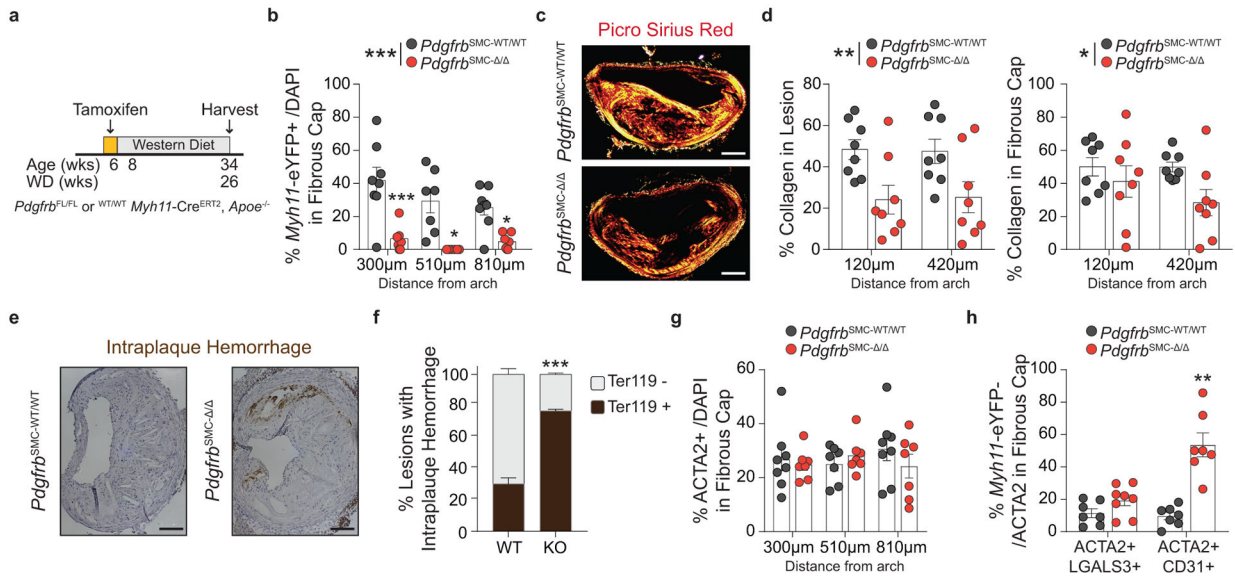 a
Tamoxifen
Harvest
Western Diet
Age (wks) 6 8 34
WD (wks) 26
Pdgfrb^FL/FL or ^WT/WT Myh11-Cre^ERT2, Apoe^-/-
b
*** Pdgfrb^SMC-WT/WT
Pdgfrb^SMC-Δ/Δ
% Myh11-eYFP+ /DAPI
in Fibrous Cap
100
80
60
40
20
0
***
*
*
300µm 510µm 810µm
Distance from arch
c
Picro Sirius Red
Pdgfrb^SMC-WT/WT
Pdgfrb^SMC-Δ/Δ
d
** Pdgfrb^SMC-WT/WT
Pdgfrb^SMC-Δ/Δ
% Collagen in Lesion
80
60
40
20
0
120µm 420µm
Distance from arch
* Pdgfrb^SMC-WT/WT
Pdgfrb^SMC-Δ/Δ
% Collagen in Fibrous Cap
100
80
60
40
20
0
120µm 420µm
Distance from arch
e
Intraplaque Hemorrhage
Pdgfrb^SMC-WT/WT
Pdgfrb^SMC-Δ/Δ
f
% Lesions with
Intraplauqe Hemorrhage
100
80
60
40
20
0
***
WT KO
Ter119 -
Ter119 +
g
Pdgfrb^SMC-WT/WT
Pdgfrb^SMC-Δ/Δ
% ACTA2+ /DAPI
in Fibrous Cap
60
40
20
0
300µm 510µm 810µm
Distance from arch
h
Pdgfrb^SMC-WT/WT
Pdgfrb^SMC-Δ/Δ
% Myh11-eYFP-
/ACTA2 in Fibrous Cap
100
80
60
40
20
0
**
ACTA2+ ACTA2+
LGALS3+ CD31+